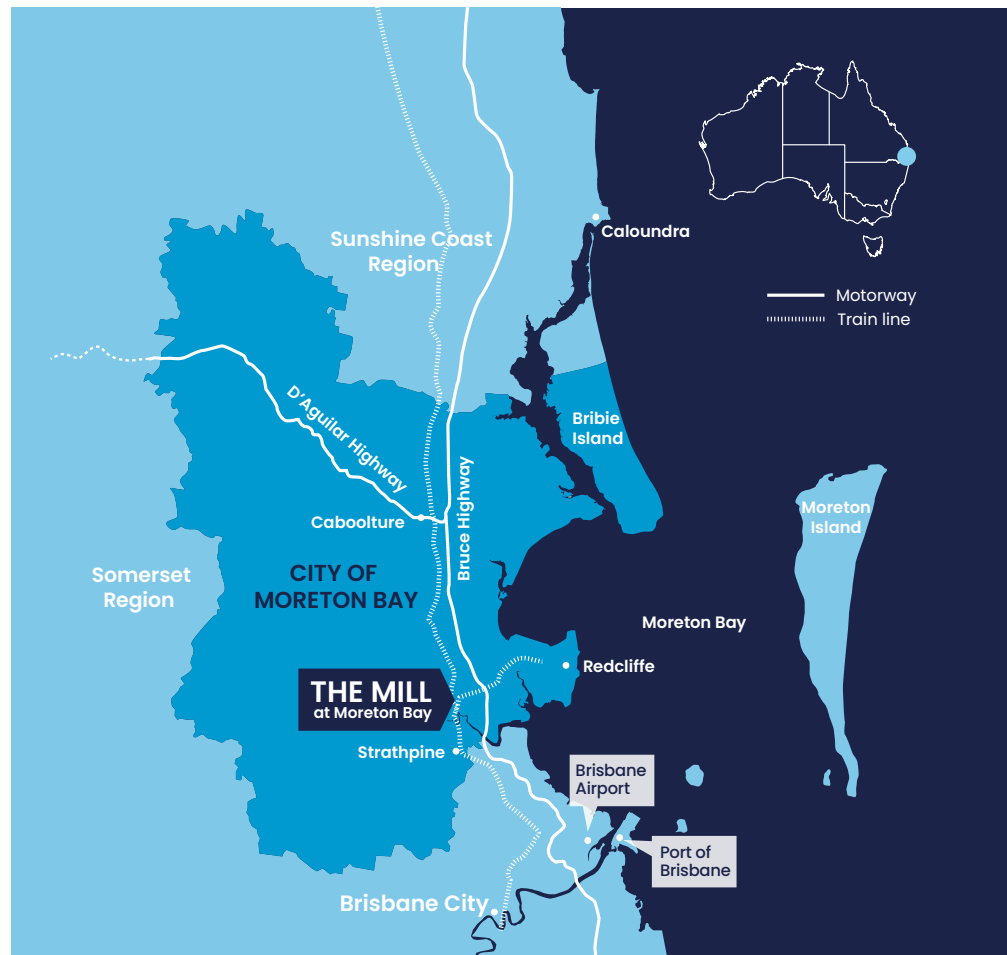 Sunshine Coast
Region
Caloundra
Motorway
Train line
D'Aguilar Highway
Bribie
Island
Bruce Highway
Caboolture
Moreton
Island
Somerset
Region
CITY OF
MORETON BAY
Moreton Bay
Redcliffe
THE MILL
at Moreton Bay
Strathpine
Brisbane
Airport
Port of
Brisbane
Brisbane City